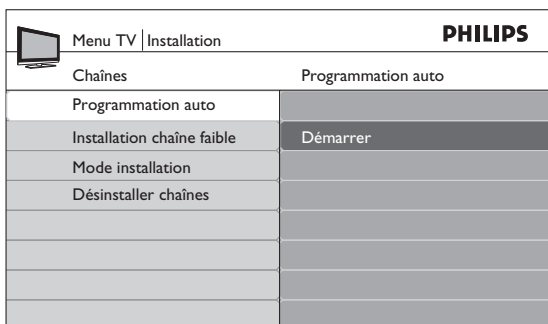 Menu TV | Installation
PHILIPS
Chaînes
Programmation auto
Programmation auto
Installation chaîne faible
Démarrer
Mode installation
Désinstaller chaînes